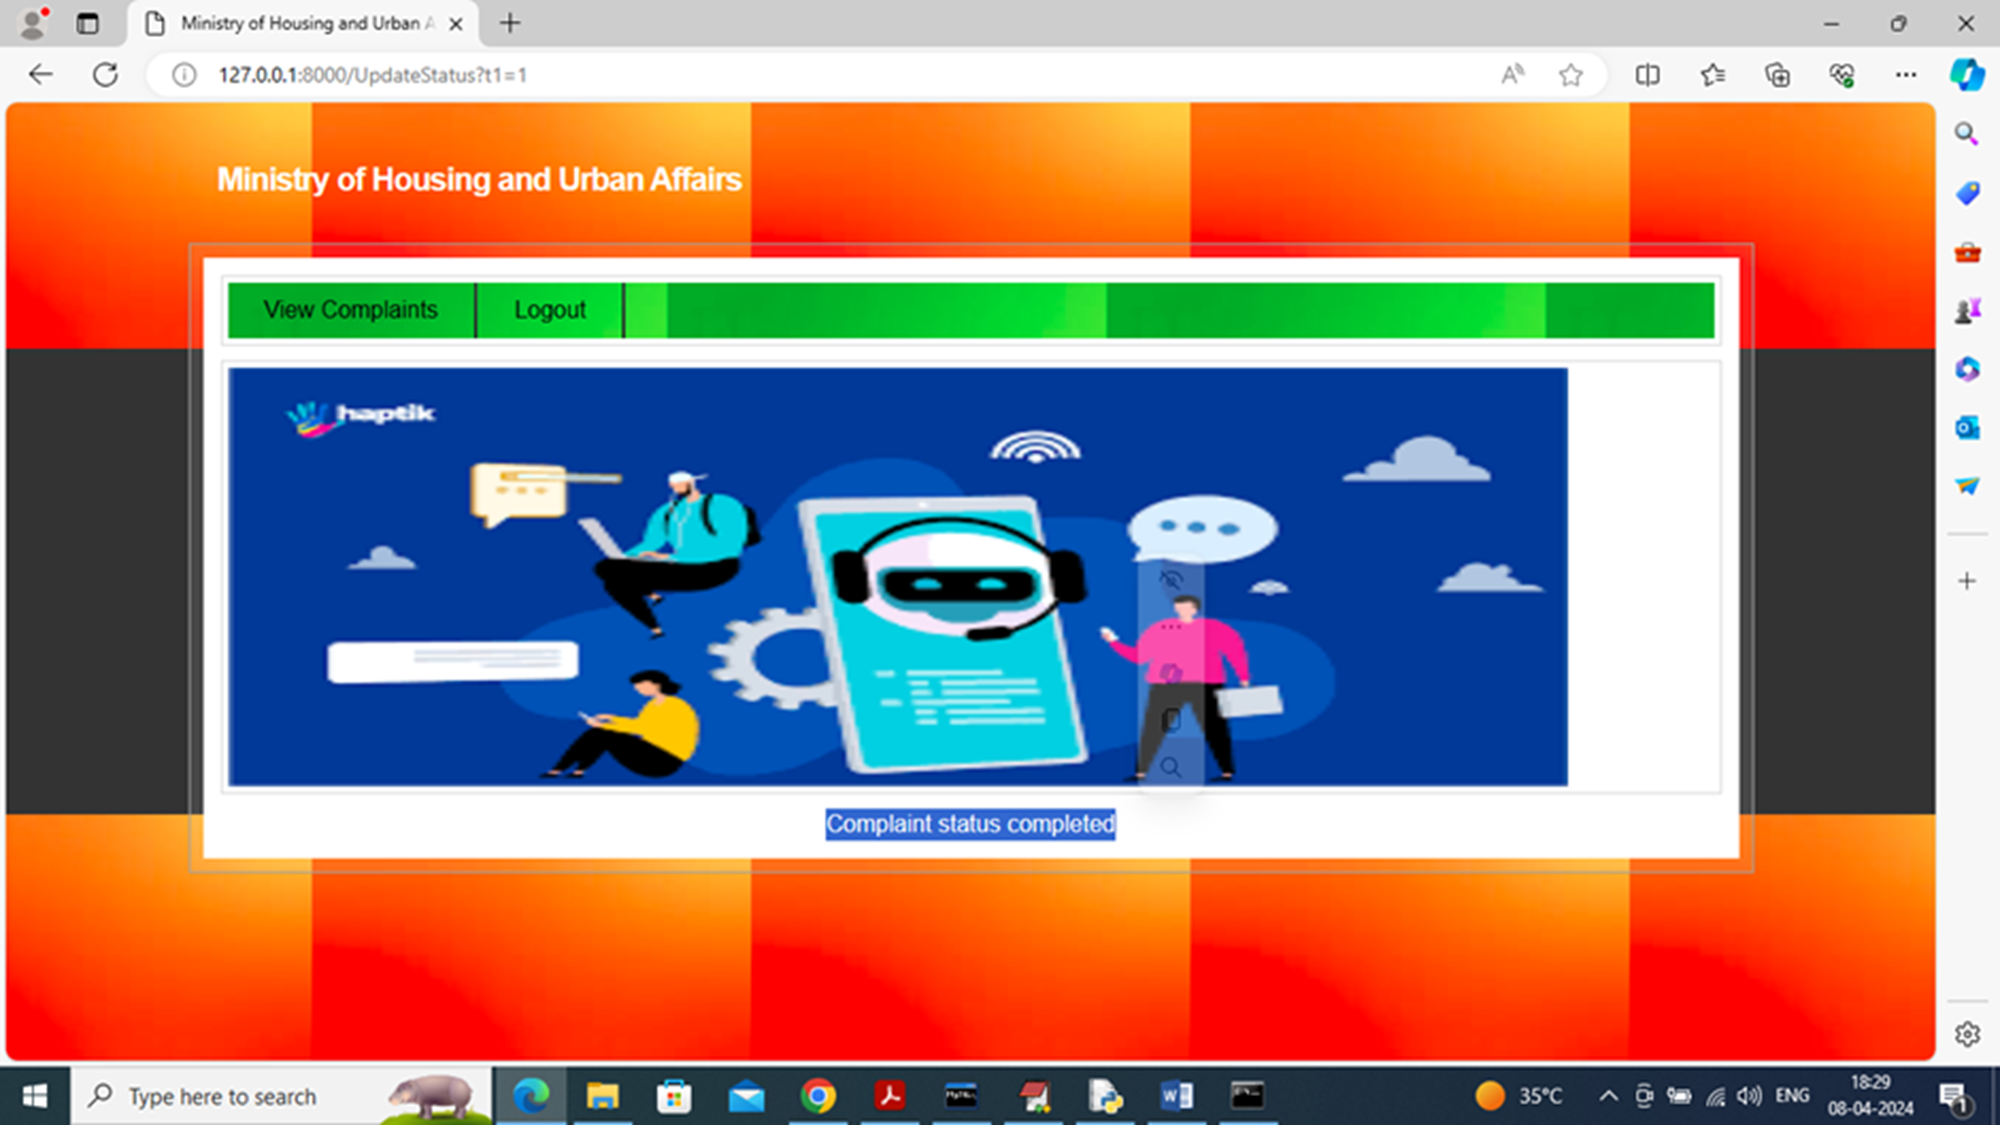 Ministry of Housing and Urban A
127.0.0.1:8000/UpdateStatus?t1=1
Ministry of Housing and Urban Affairs
View Complaints
Logout
haptik
Complaint status completed
Type here to search
35°C
ENG
18:29
08-04-2024
1